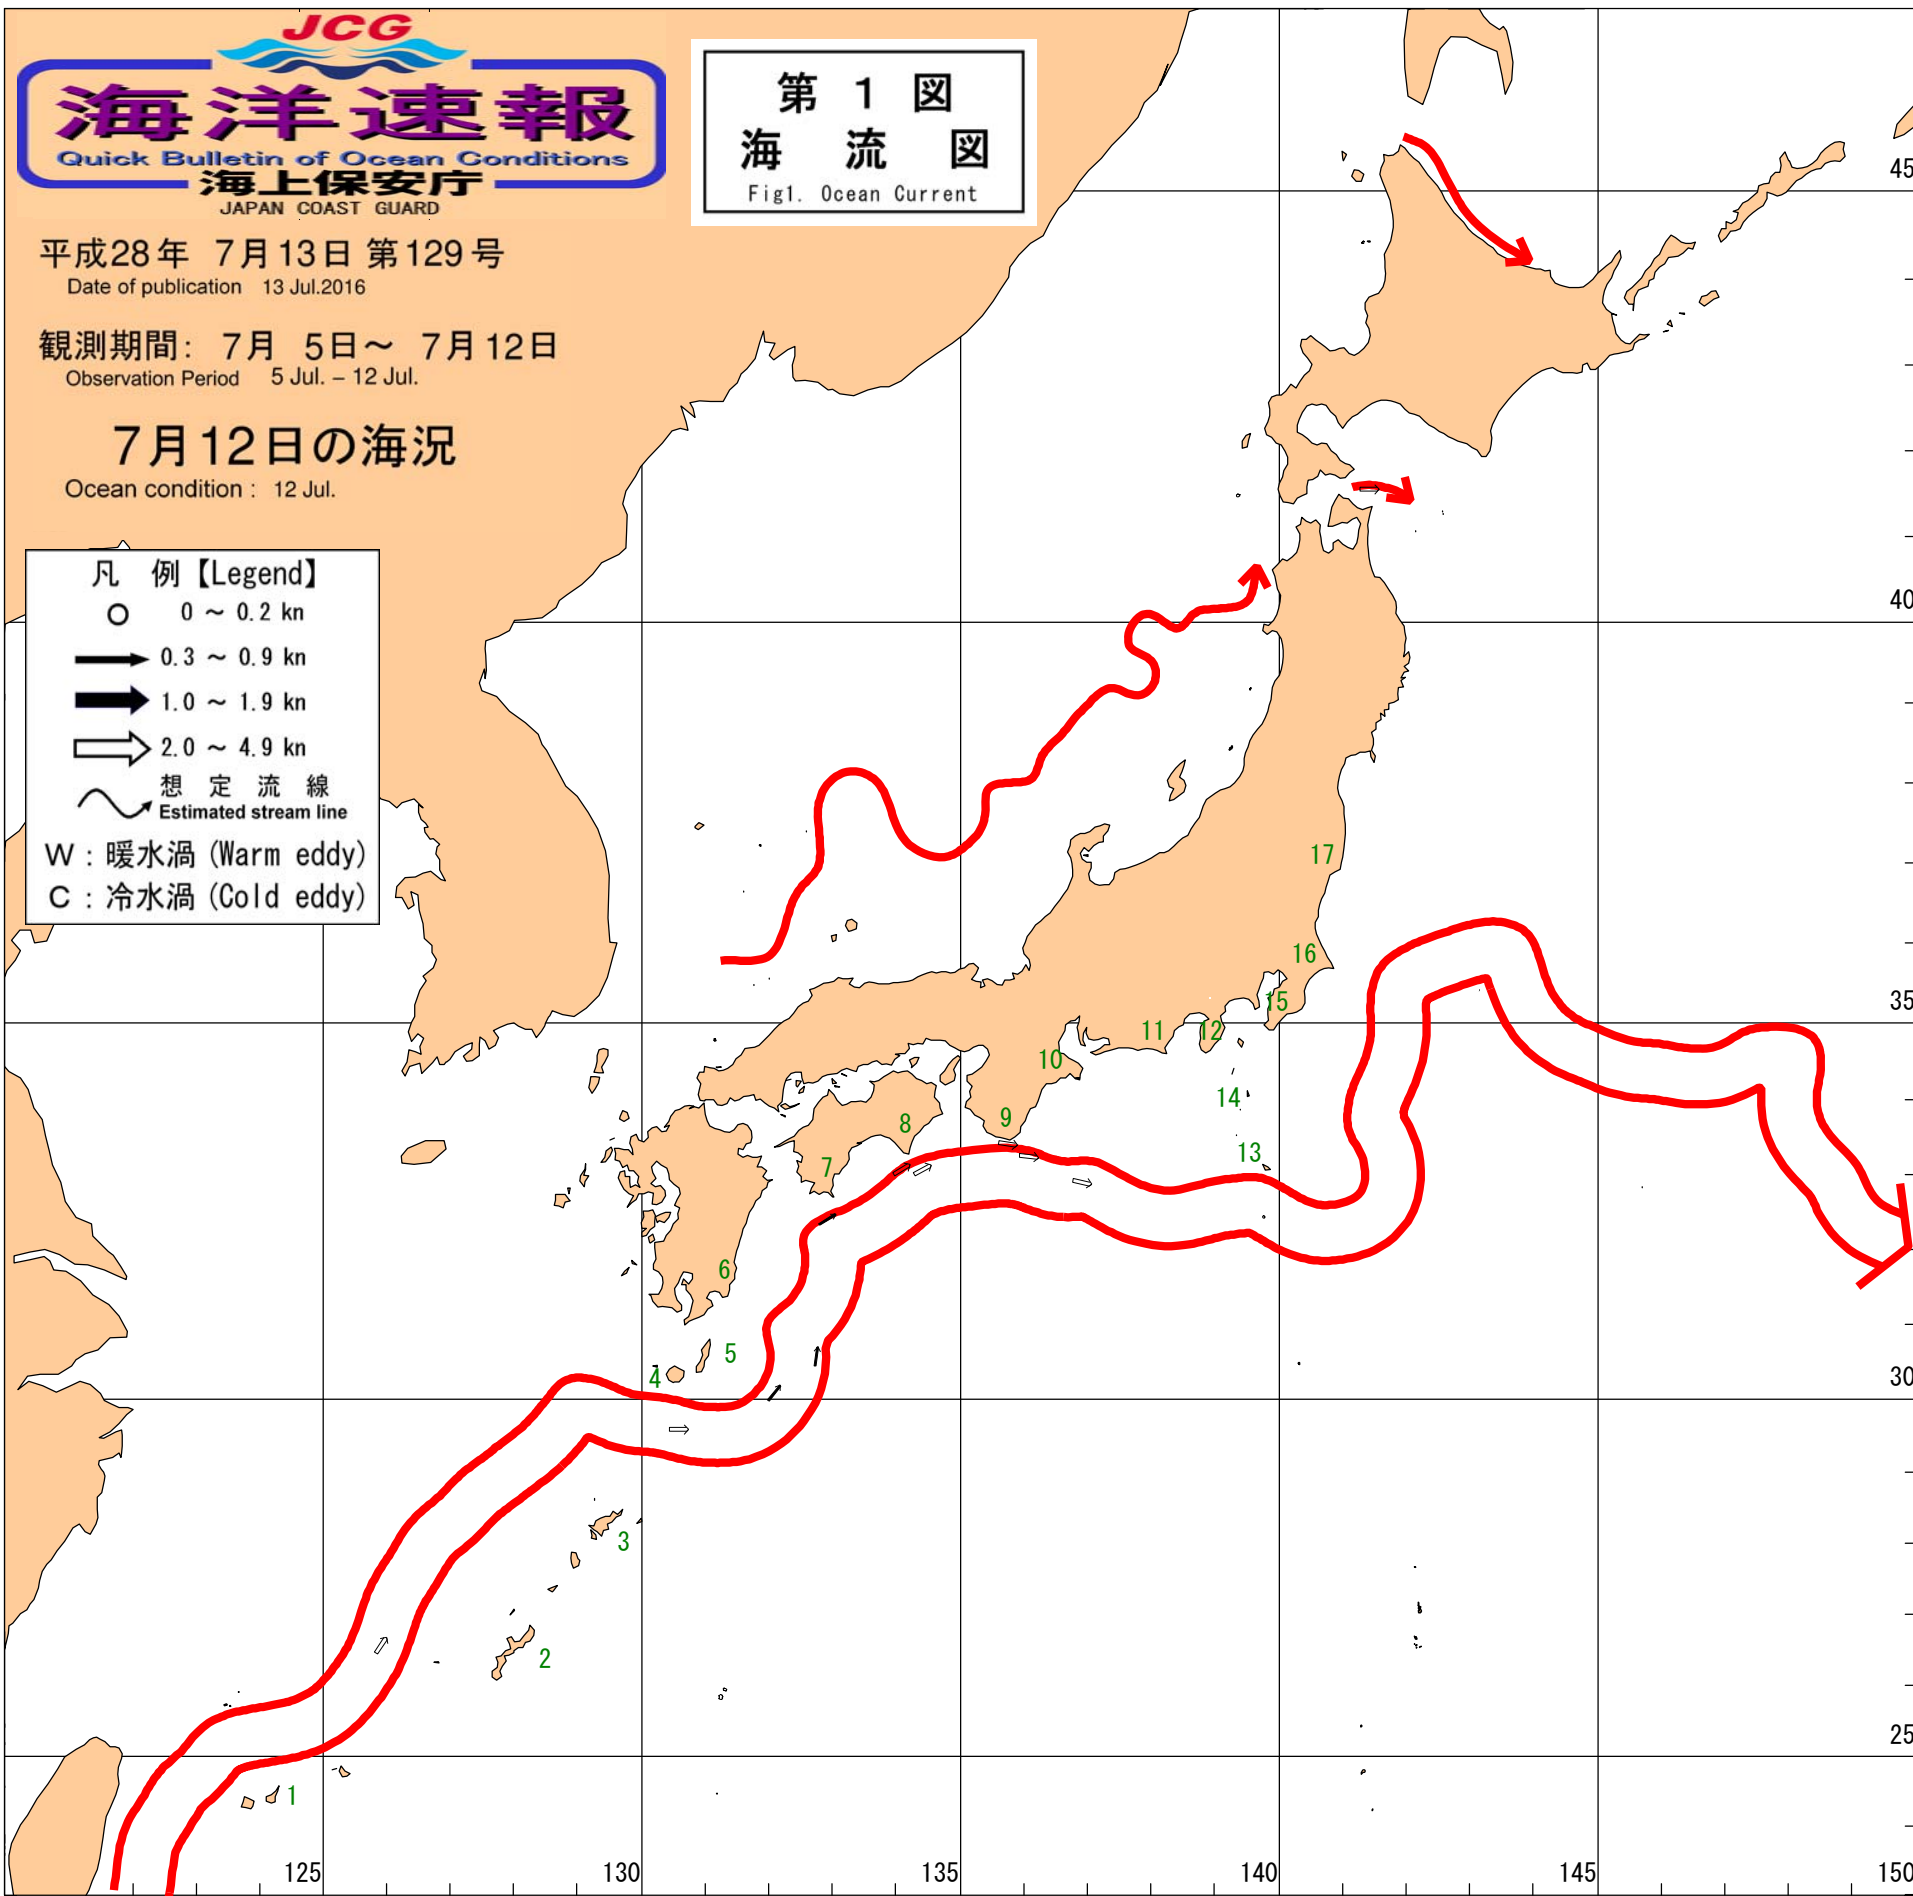 JCG
海洋速報
Quick Bulletin of Ocean Conditions
海上保安庁
JAPAN COAST GUARD
平成28年 7月13日 第129号
Date of publication 13 Jul.2016
観測期間: 7月 5日～ 7月12日
Observation Period 5 Jul. – 12 Jul.
7月12日の海況
Ocean condition : 12 Jul.
第 1 図
海 流 図
Fig1. Ocean Current
凡 例【Legend】
0 ～ 0.2 kn
0.3 ～ 0.9 kn
1.0 ～ 1.9 kn
2.0 ～ 4.9 kn
想 定 流 線
Estimated stream line
W : 暖水渦 (Warm eddy)
C : 冷水渦 (Cold eddy)
45
40
35
30
25
17
16
15
12
11
10
14
9
8
13
7
6
5
4
3
2
1
125
130
135
140
145
150